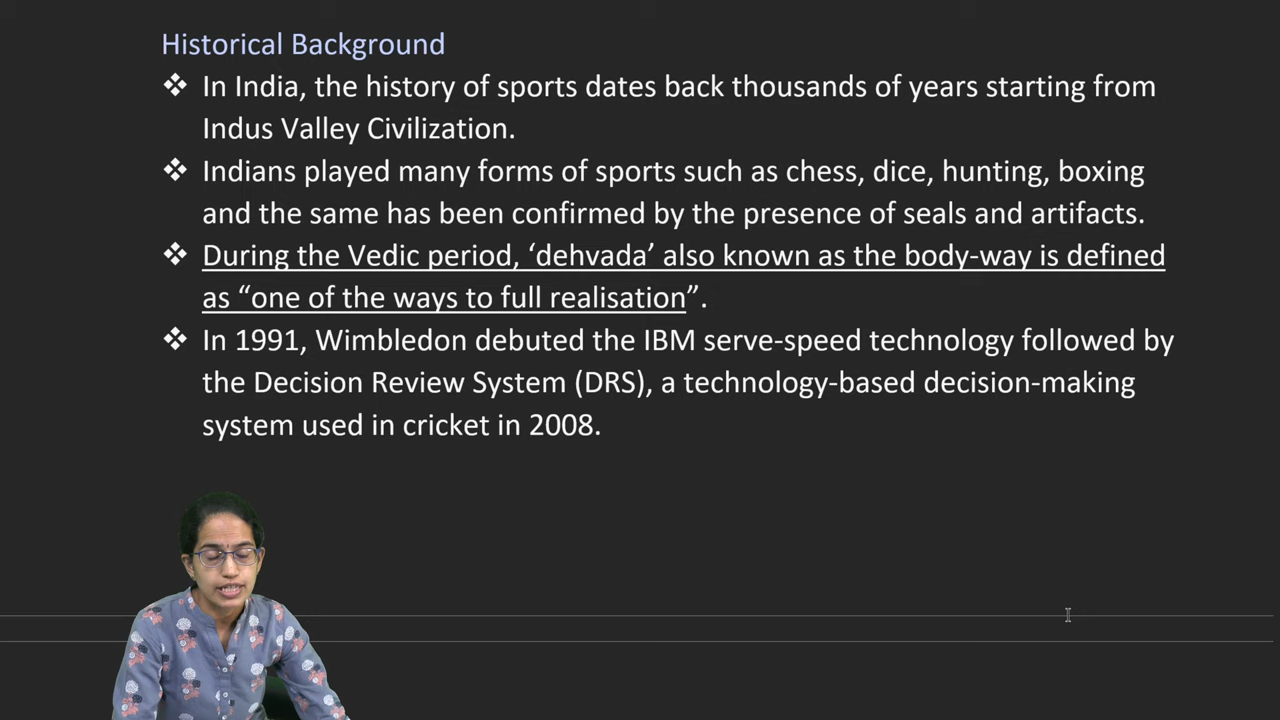 Historical Background
❖ In India, the history of sports dates back thousands of years starting from
Indus Valley Civilization.
❖ Indians played many forms of sports such as chess, dice, hunting, boxing
and the same has been confirmed by the presence of seals and artifacts.
❖ During the Vedic period, ‘dehvada’ also known as the body-way is defined
as “one of the ways to full realisation”.
❖ In 1991, Wimbledon debuted the IBM serve-speed technology followed by
the Decision Review System (DRS), a technology-based decision-making
system used in cricket in 2008.